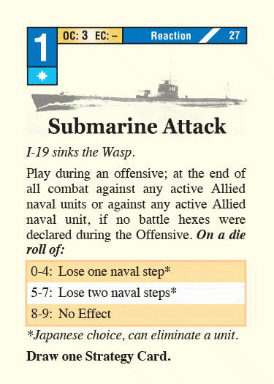 1
OC: 3 EC: – Reaction 27
Submarine Attack
I-19 sinks the Wasp.
Play during an offensive; at the end of
all combat against any active Allied
naval units or against any active Allied
naval unit, if no battle hexes were
declared during the Offensive. On a die
roll of:
0-4: Lose one naval step*
5-7: Lose two naval steps*
8-9: No Effect
*Japanese choice, can eliminate a unit.
Draw one Strategy Card.